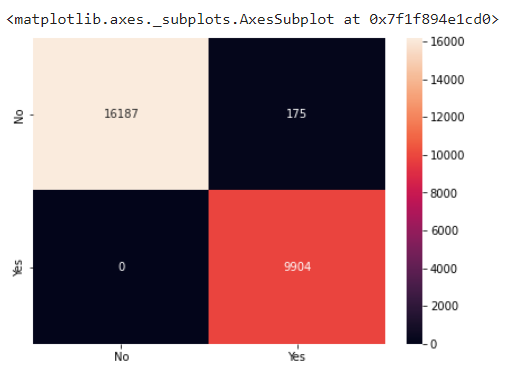 <matplotlib.axes._subplots.AxesSubplot at 0x7f1f894e1cd0>
16000
14000
No
16187
175
12000
10000
8000
6000
Yes
0
9904
4000
2000
0
No
Yes